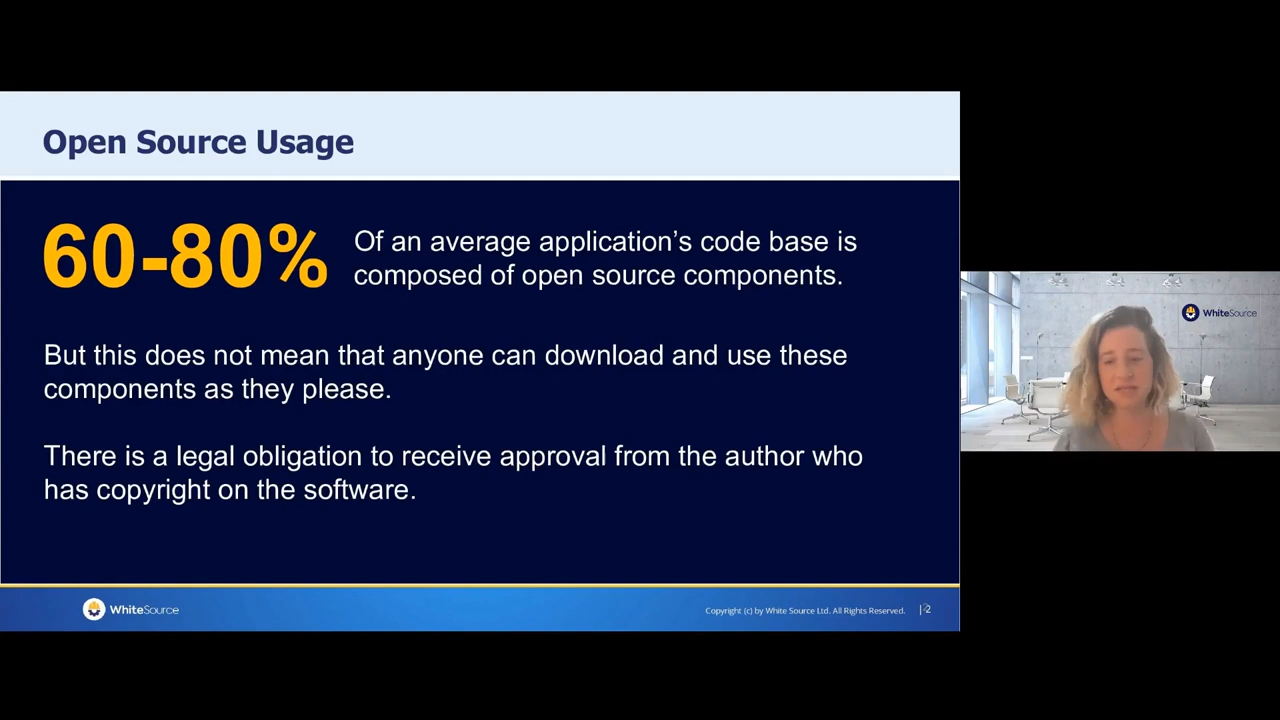 Open Source Usage
60-80%
Of an average application’s code base is
composed of open source components.
But this does not mean that anyone can download and use these
components as they please.
There is a legal obligation to receive approval from the author who
has copyright on the software.
WhiteSource
Copyright (c) by White Source Ltd. All Rights Reserved.
|2
WhiteSource